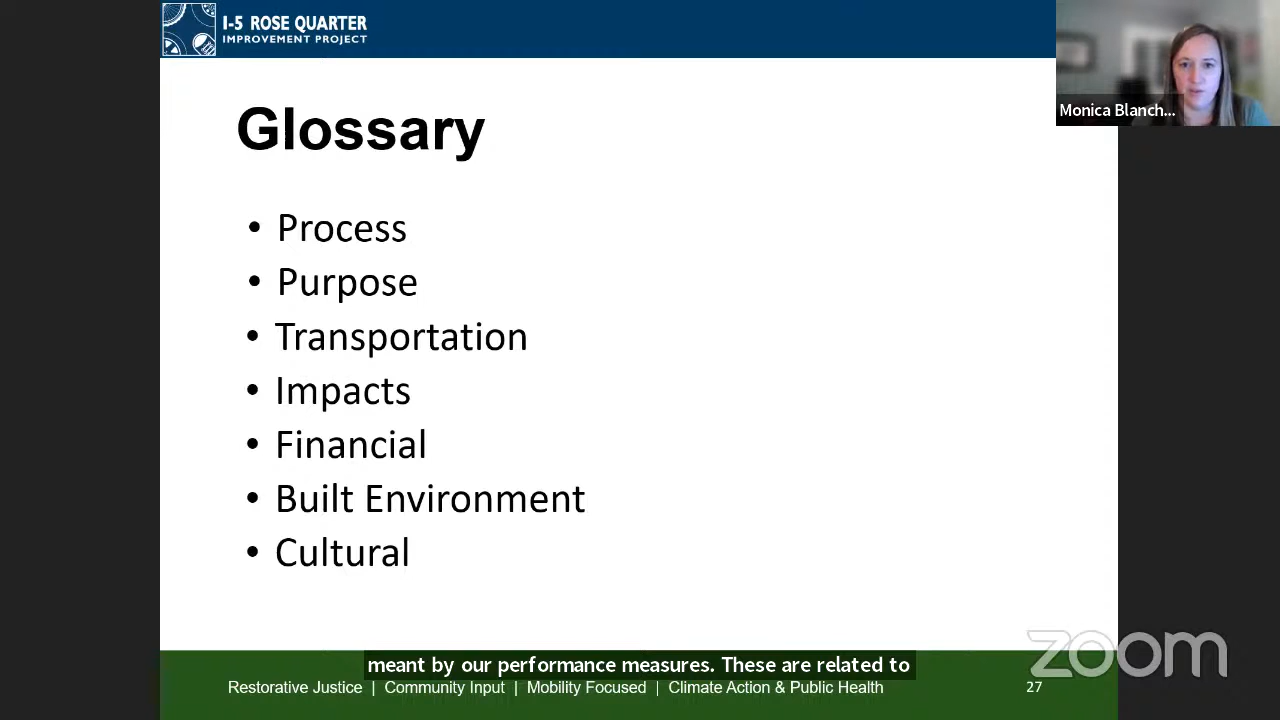 I-5 ROSE QUARTER
IMPROVEMENT PROJECT
Monica Blanch...
Glossary
• Process
• Purpose
• Transportation
• Impacts
• Financial
• Built Environment
• Cultural
zoom
meant by our performance measures. These are related to
Restorative Justice | Community Input | Mobility Focused | Climate Action & Public Health
27